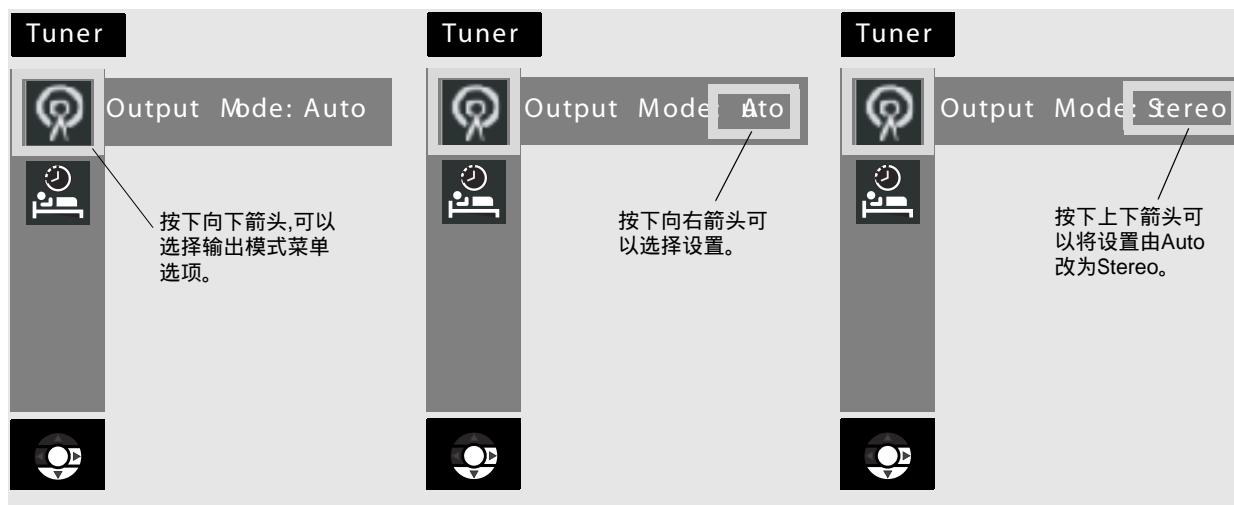 Tuner
Output Mode: Auto
按下向下箭头,可以
选择输出模式菜单
选项。
Tuner
Output Mode: Auto
按下向右箭头可
以选择设置。
Tuner
Output Mode: Stereo
按下上下箭头可
以将设置由Auto
改为Stereo。